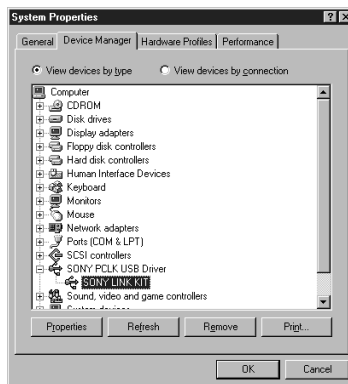 System Properties
General Device Manager Hardware Profiles Performance
View devices by type View devices by connection
Computer
CDROM
Disk drives
Display adapters
Floppy disk controllers
Hard disk controllers
Human Interface Devices
Keyboard
Monitors
Mouse
Network adapters
Ports (COM & LPT)
SCSI controllers
SONY PCLK USB Driver
SONY LINK KIT
Sound, video and game controllers
System devices
Properties Refresh Remove Print...
OK Cancel